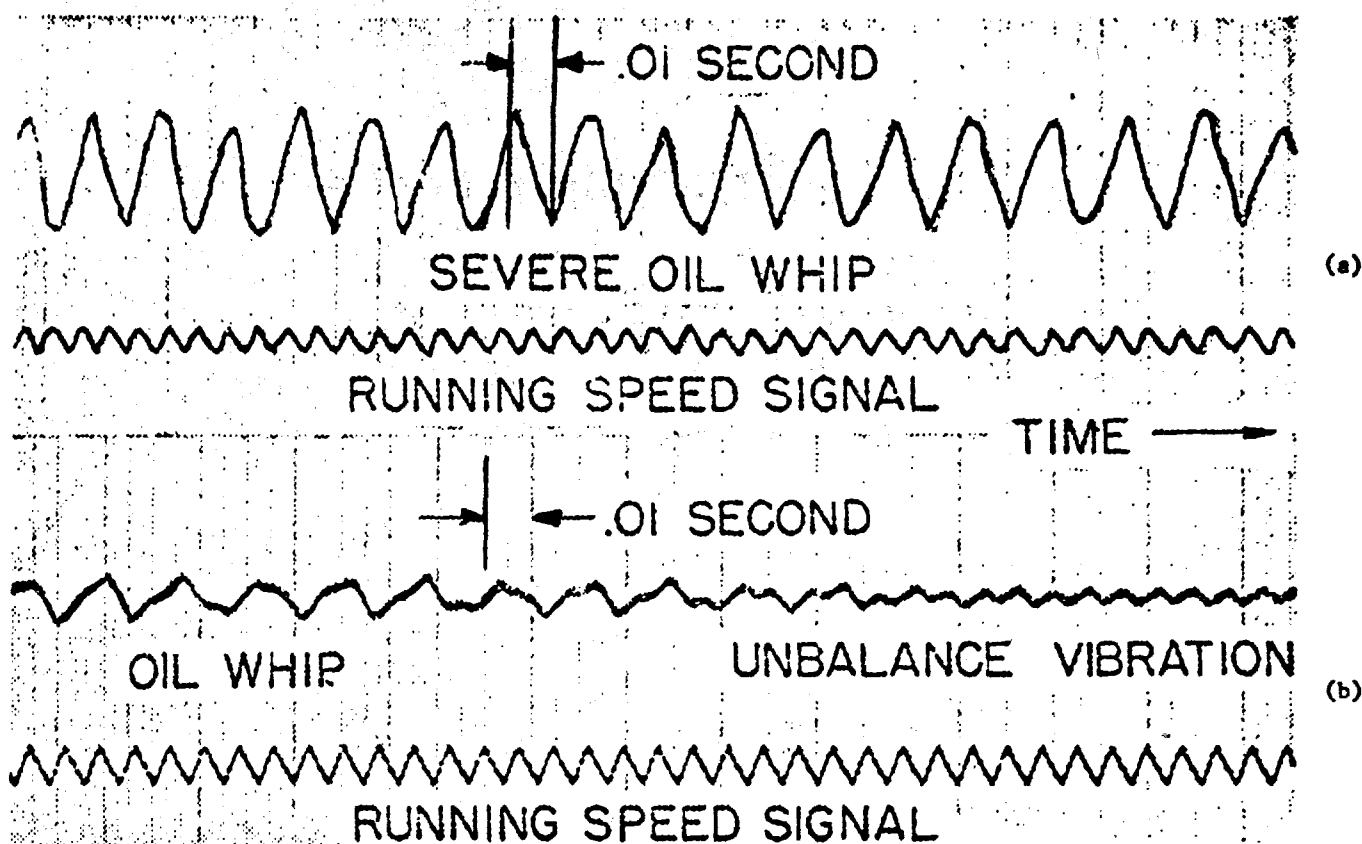 .01 SECOND
SEVERE OIL WHIP
(a)
RUNNING SPEED SIGNAL
TIME
.01 SECOND
OIL WHIP
UNBALANCE VIBRATION
(b)
RUNNING SPEED SIGNAL